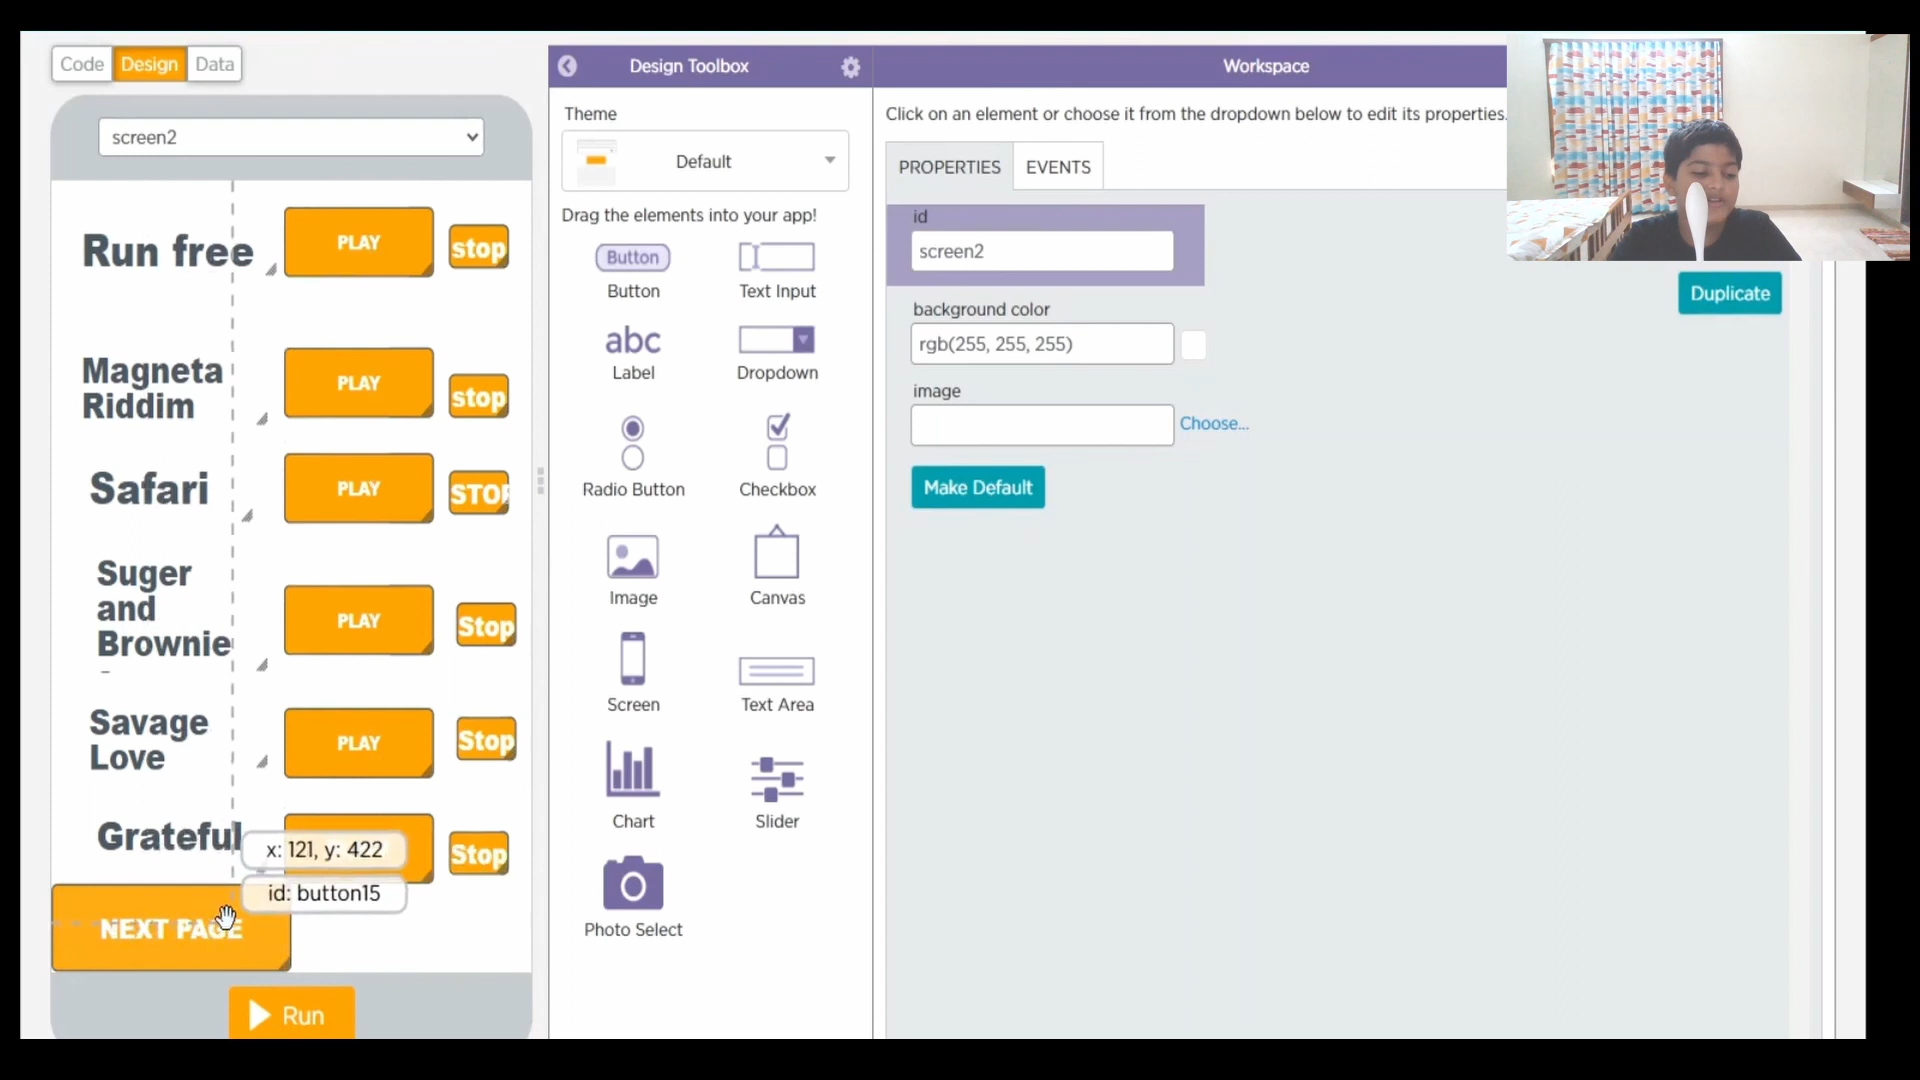 Code Design Data
screen2
Run free
PLAY
stop
Magneta
Riddim
PLAY
stop
Safari
PLAY
STOP
Suger
and
Brownie
PLAY
Stop
Savage
Love
PLAY
Stop
Grateful
Stop
x: 121, y: 422
id: button15
NEXT PAGE
Run
Design Toolbox
Theme
Default
Drag the elements into your app!
Button
Button
Text Input
abc
Label
Dropdown
Radio Button
Checkbox
Image
Canvas
Screen
Text Area
Chart
Slider
Photo Select
Workspace
Click on an element or choose it from the dropdown below to edit its properties.
PROPERTIES EVENTS
id
screen2
Duplicate
background color
rgb(255, 255, 255)
image
Choose...
Make Default